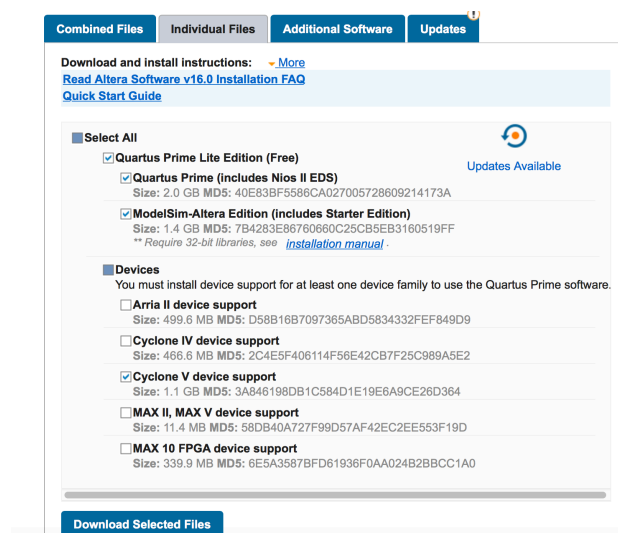 Combined Files
Individual Files
Additional Software
Updates
!
Download and install instructions: More
Read Altera Software v16.0 Installation FAQ
Quick Start Guide
Select All
Updates Available
Quartus Prime Lite Edition (Free)
Quartus Prime (includes Nios II EDS)
Size: 2.0 GB MD5: 40E83BF5586CA027005728609214173A
ModelSim-Altera Edition (includes Starter Edition)
Size: 1.4 GB MD5: 7B4283E86760660C25CB5EB3160519FF
** Require 32-bit libraries, see installation manual .
Devices
You must install device support for at least one device family to use the Quartus Prime software.
Arria II device support
Size: 499.6 MB MD5: D58B16B7097365ABD5834332FEF849D9
Cyclone IV device support
Size: 466.6 MB MD5: 2C4E5F406114F56E42CB7F25C989A5E2
Cyclone V device support
Size: 1.1 GB MD5: 3A846198DB1C584D1E19E6A9CE26D364
MAX II, MAX V device support
Size: 11.4 MB MD5: 58DB40A727F99D57AF42EC2EE553F19D
MAX 10 FPGA device support
Size: 339.9 MB MD5: 6E5A3587BFD61936F0AA024B2BBCC1A0
Download Selected Files